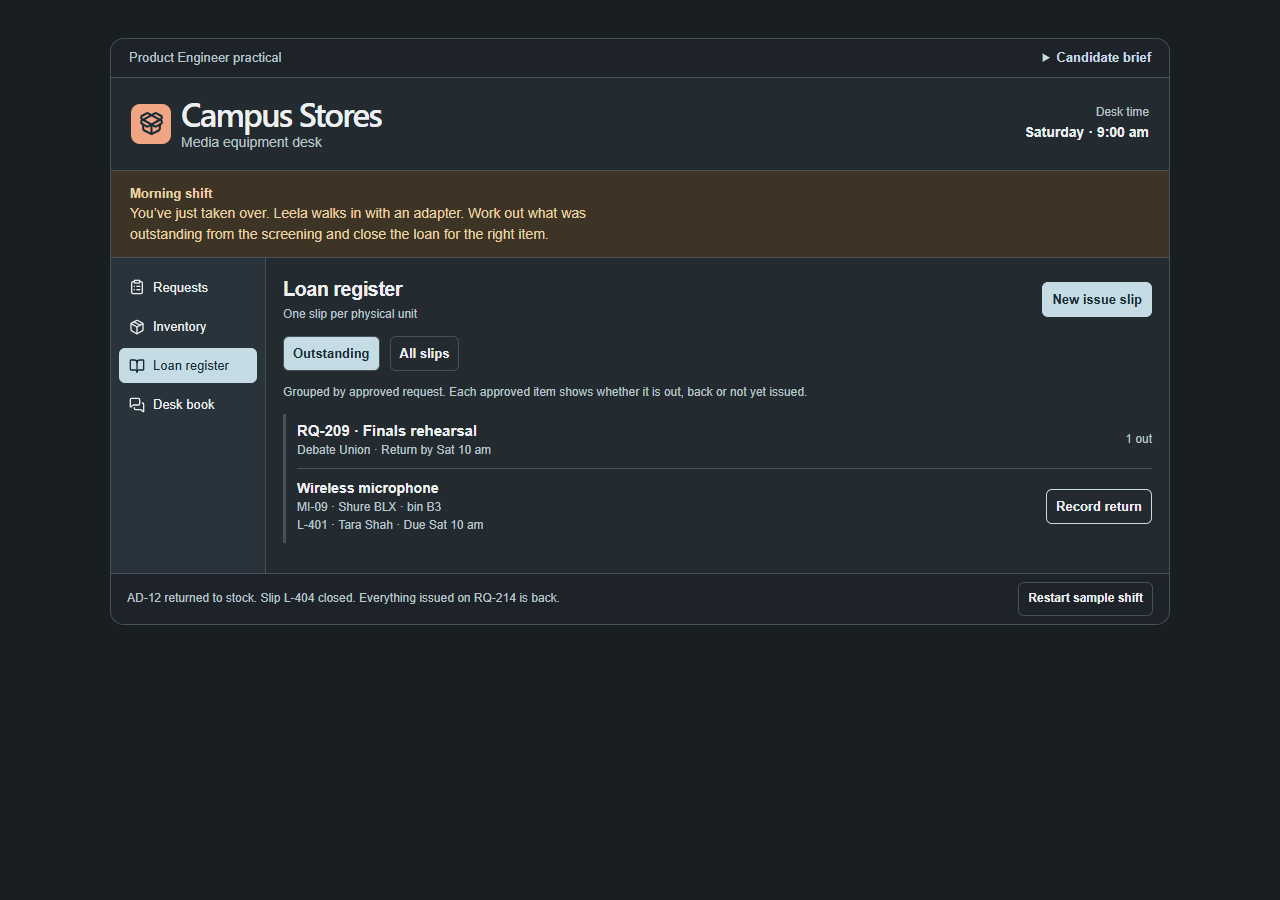 Product Engineer practical
Candidate brief
Campus Stores
Media equipment desk
Desk time
Saturday · 9:00 am
Morning shift
You’ve just taken over. Leela walks in with an adapter. Work out what was
outstanding from the screening and close the loan for the right item.
Requests
Inventory
Loan register
Desk book
Loan register
One slip per physical unit
New issue slip
Outstanding
All slips
Grouped by approved request. Each approved item shows whether it is out, back or not yet issued.
RQ-209 · Finals rehearsal
Debate Union · Return by Sat 10 am
1 out
Wireless microphone
MI-09 · Shure BLX · bin B3
L-401 · Tara Shah · Due Sat 10 am
Record return
AD-12 returned to stock. Slip L-404 closed. Everything issued on RQ-214 is back.
Restart sample shift